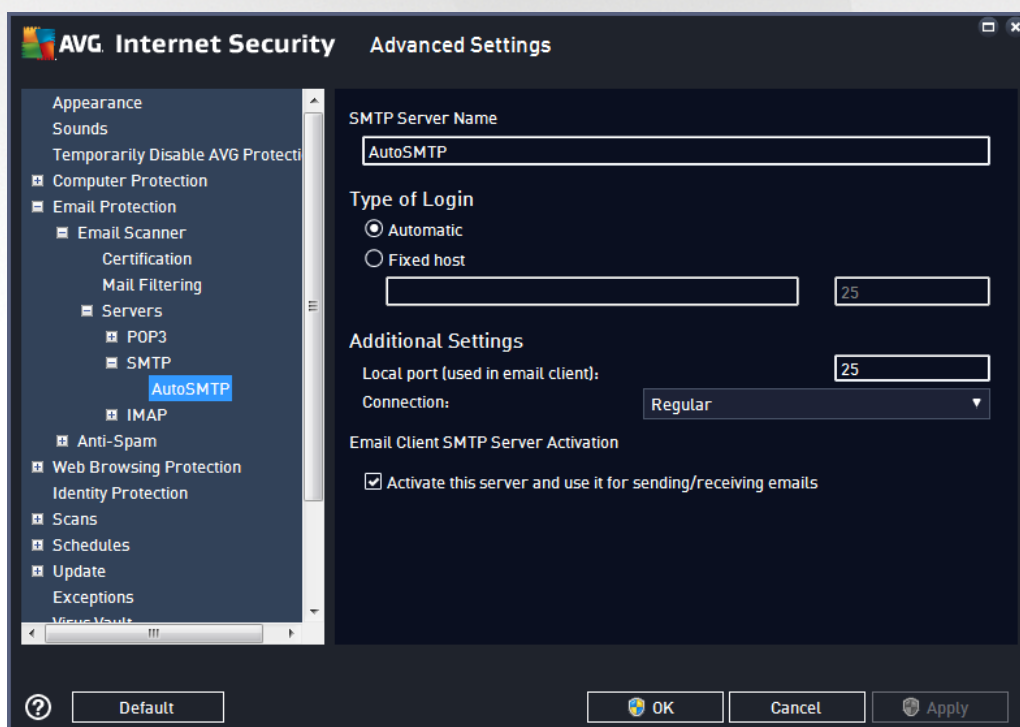 AVG. Internet Security Advanced Settings
Appearance
Sounds
Temporarily Disable AVG Protecti
Computer Protection
Email Protection
Email Scanner
Certification
Mail Filtering
Servers
POP3
SMTP
AutoSMTP
IMAP
Anti-Spam
Web Browsing Protection
Identity Protection
Scans
Schedules
Update
Exceptions
Virus Vault
SMTP Server Name
AutoSMTP
Type of Login
Automatic
Fixed host
25
Additional Settings
Local port (used in email client): 25
Connection: Regular
Email Client SMTP Server Activation
Activate this server and use it for sending/receiving emails
? Default OK Cancel Apply